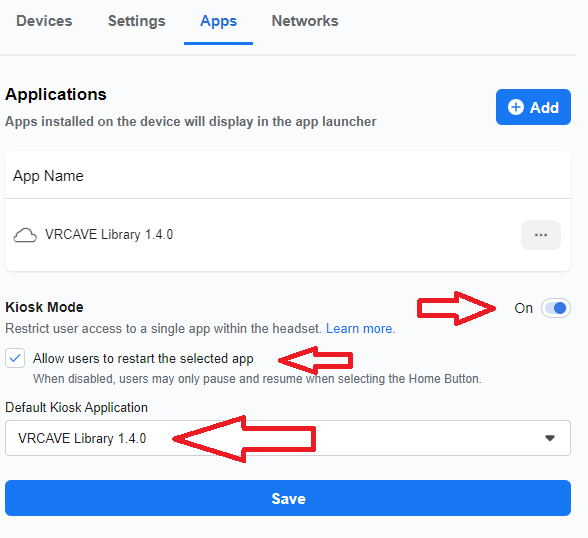 Devices Settings Apps Networks
Applications
Add
Apps installed on the device will display in the app launcher
App Name
VRCAVE Library 1.4.0
...
Kiosk Mode
On
Restrict user access to a single app within the headset. Learn more.
Allow users to restart the selected app
When disabled, users may only pause and resume when selecting the Home Button.
Default Kiosk Application
VRCAVE Library 1.4.0
Save